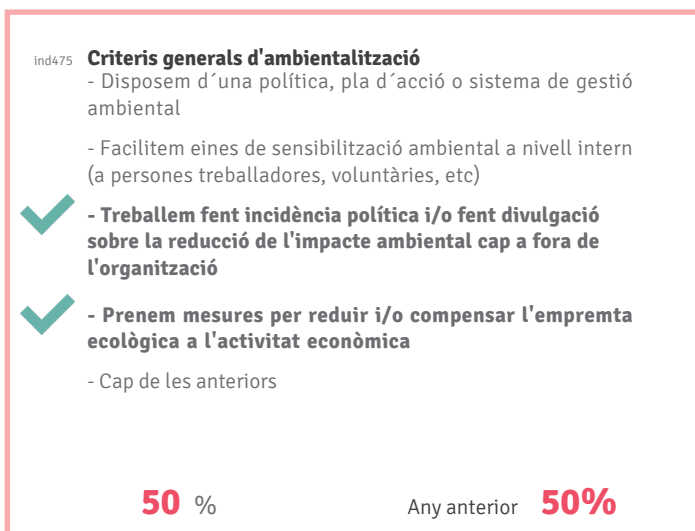 ind475 Criteris generals d'ambientalització
- Disposem d´una política, pla d´acció o sistema de gestió
ambiental
- Facilitem eines de sensibilització ambiental a nivell intern
(a persones treballadores, voluntàries, etc)
- Treballem fent incidència política i/o fent divulgació
sobre la reducció de l'impacte ambiental cap a fora de
l'organització
- Prenem mesures per reduir i/o compensar l'empremta
ecològica a l'activitat econòmica
- Cap de les anteriors
50 % Any anterior 50%